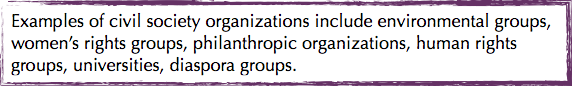 Examples of civil society organizations include environmental groups,
women’s rights groups, philanthropic organizations, human rights
groups, universities, diaspora groups.